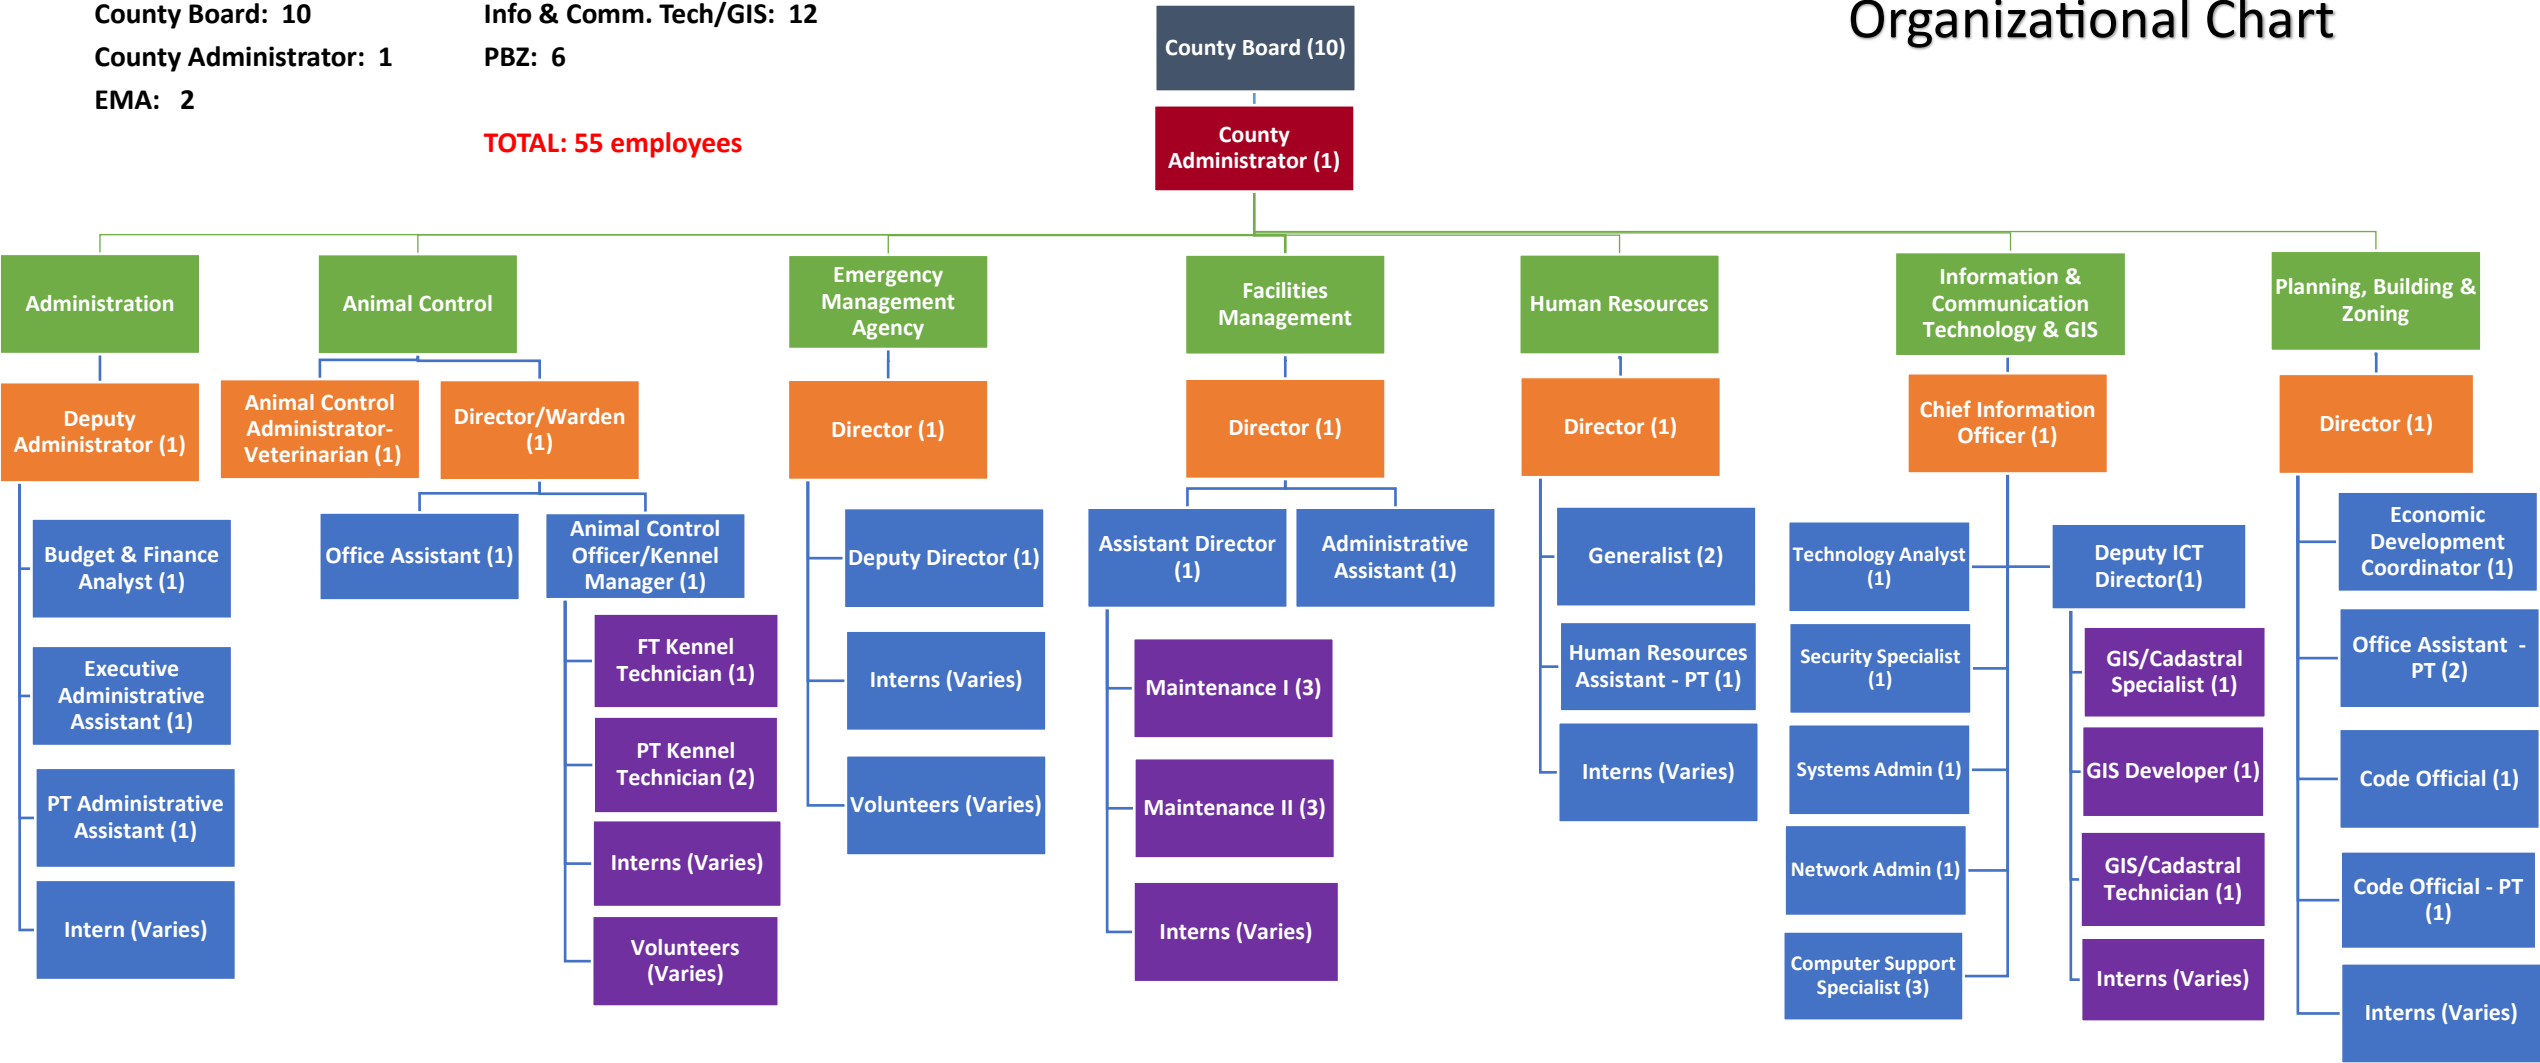 County Board: 10
Info & Comm. Tech/GIS: 12
County Administrator: 1
PBZ: 6
EMA: 2
TOTAL: 55 employees
Organizational Chart
County Board (10)
County
Administrator (1)
Administration
Deputy
Administrator (1)
Budget & Finance
Analyst (1)
Executive
Administrative
Assistant (1)
PT Administrative
Assistant (1)
Intern (Varies)
Animal Control
Animal Control
Administrator-
Veterinarian (1)
Director/Warden
(1)
Office Assistant (1)
Animal Control
Officer/Kennel
Manager (1)
FT Kennel
Technician (1)
PT Kennel
Technician (2)
Interns (Varies)
Volunteers
(Varies)
Emergency
Management
Agency
Director (1)
Deputy Director (1)
Interns (Varies)
Volunteers (Varies)
Facilities
Management
Director (1)
Assistant Director
(1)
Administrative
Assistant (1)
Maintenance I (3)
Maintenance II (3)
Interns (Varies)
Human Resources
Director (1)
Generalist (2)
Human Resources
Assistant - PT (1)
Interns (Varies)
Information &
Communication
Technology & GIS
Chief Information
Officer (1)
Technology Analyst
(1)
Security Specialist
(1)
Systems Admin (1)
Network Admin (1)
Computer Support
Specialist (3)
Deputy ICT
Director(1)
GIS/Cadastral
Specialist (1)
GIS Developer (1)
GIS/Cadastral
Technician (1)
Interns (Varies)
Planning, Building &
Zoning
Director (1)
Economic
Development
Coordinator (1)
Office Assistant -
PT (2)
Code Official (1)
Code Official - PT
(1)
Interns (Varies)